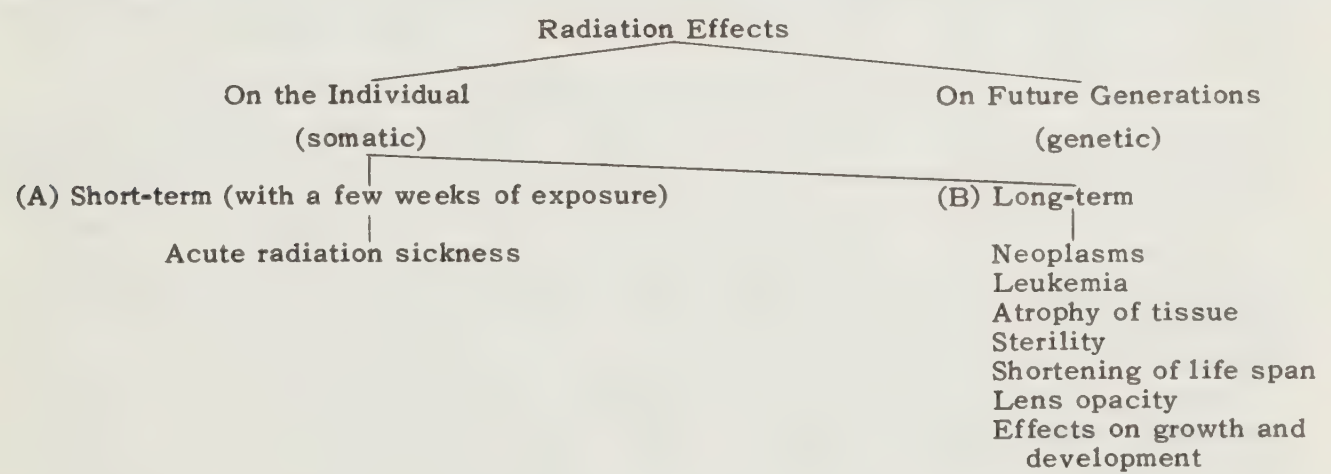 Radiation Effects
On the Individual
On Future Generations
(somatic)
(genetic)
(A) Short-term (with a few weeks of exposure)
(B) Long-term
Acute radiation sickness
Neoplasms
Leukemia
Atrophy of tissue
Sterility
Shortening of life span
Lens opacity
Effects on growth and
development